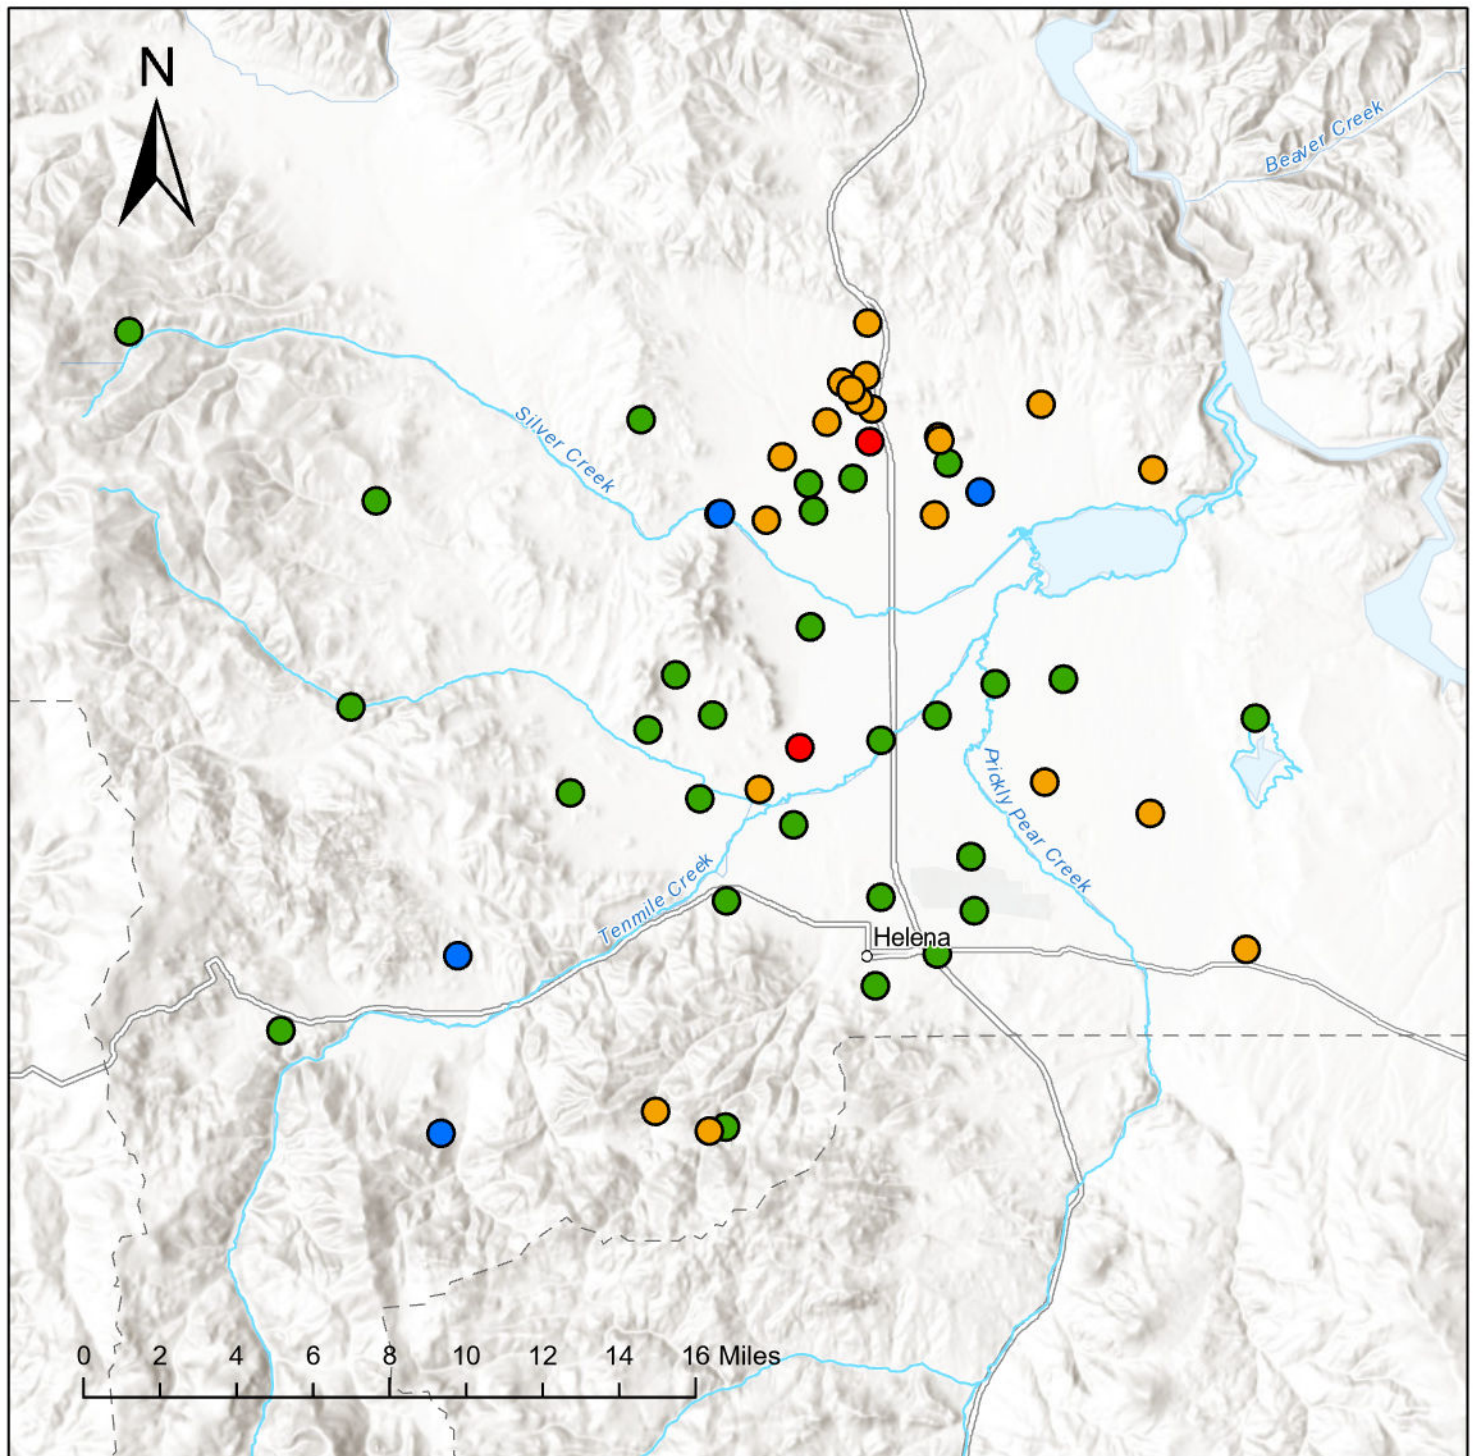 N
Beaver Creek
Silver Creek
Prickly Pear Creek
Tenmile Creek
Helena
0 2 4 6 8 10 12 14 16 Miles